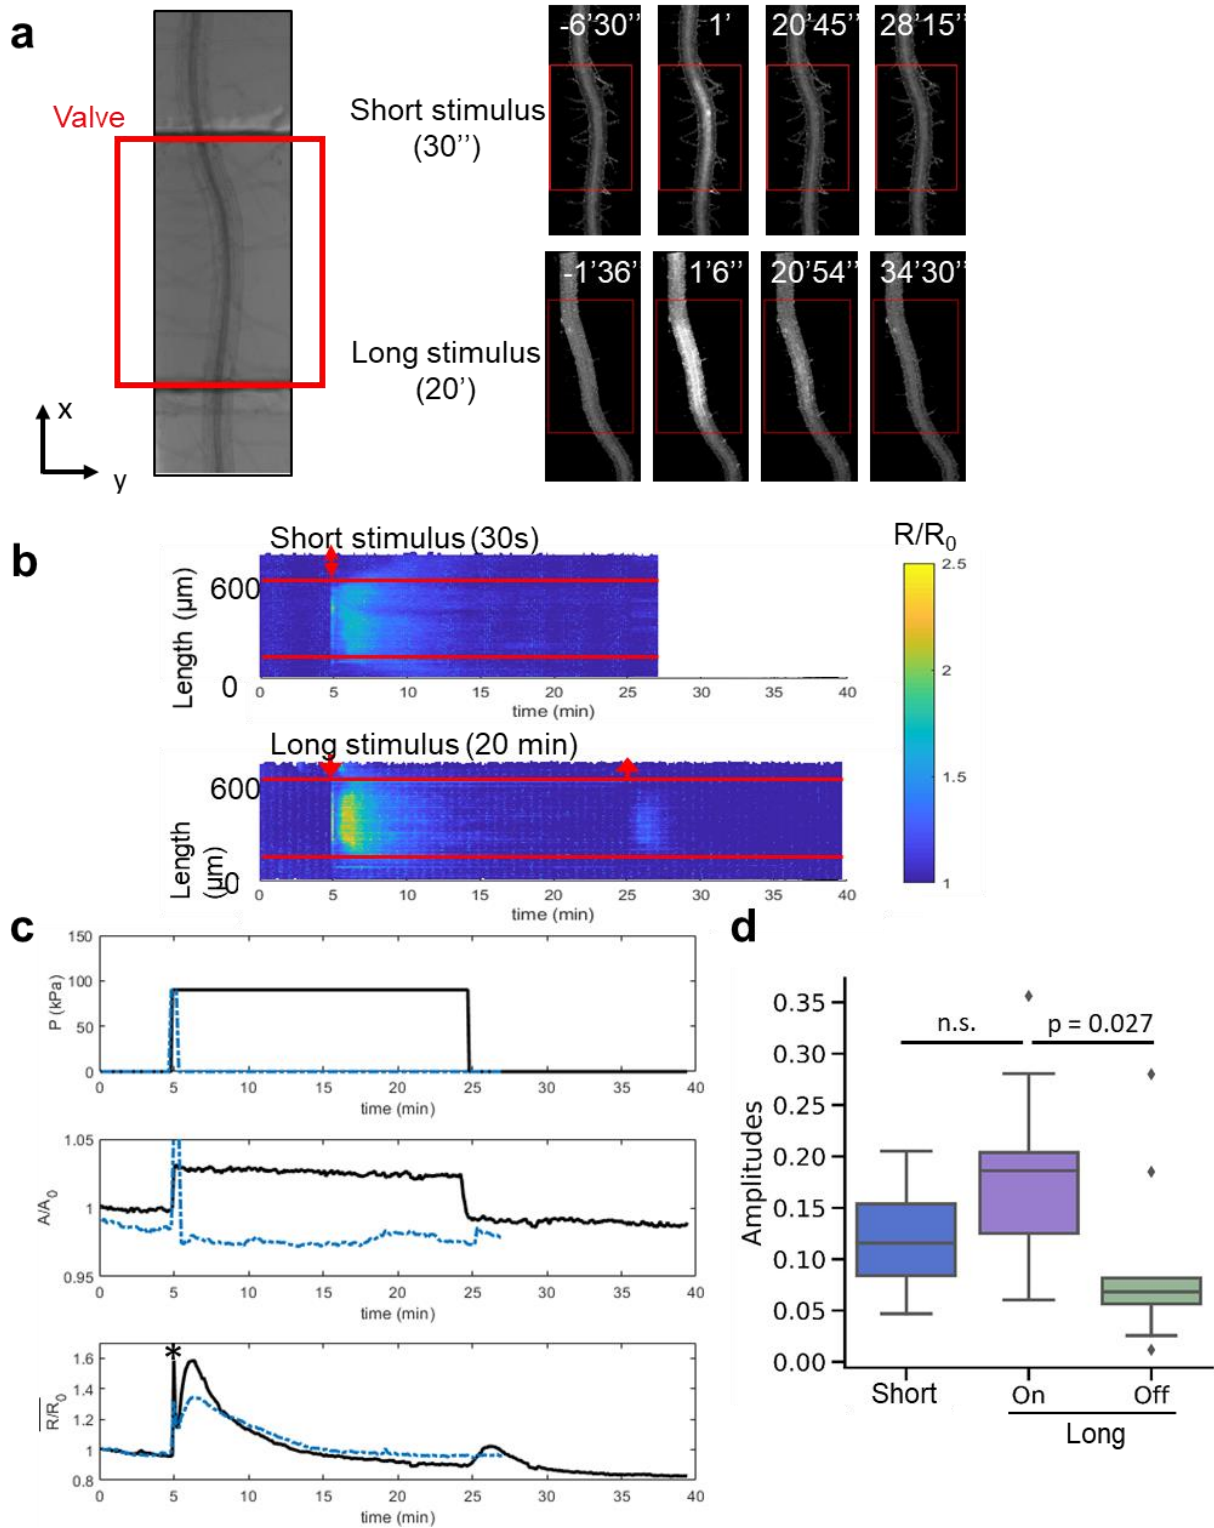 a
Valve
x
y
Short stimulus
(30’’)
-6’30’’
1’
20’45’’
28’15’’
Long stimulus
(20’)
-1’36’’
1’6’’
20’54’’
34’30’’
b
Short stimulus (30s)
Length (µm)
600
0
0 5 10 15 20 25 30 35 40
time (min)
Long stimulus (20 min)
Length
(µm)
600
0
0 5 10 15 20 25 30 35 40
time (min)
R/R0
2.5
2
1.5
1
c
P (kPa)
150
100
50
0
0 5 10 15 20 25 30 35 40
time (min)
A/A0
1.05
1
0.95
0 5 10 15 20 25 30 35 40
time (min)
R/R0
*
1.6
1.4
1.2
1
0.8
0 5 10 15 20 25 30 35 40
time (min)
d
Amplitudes
0.35
0.30
0.25
0.20
0.15
0.10
0.05
0.00
n.s.
p = 0.027
Short
On
Off
Long